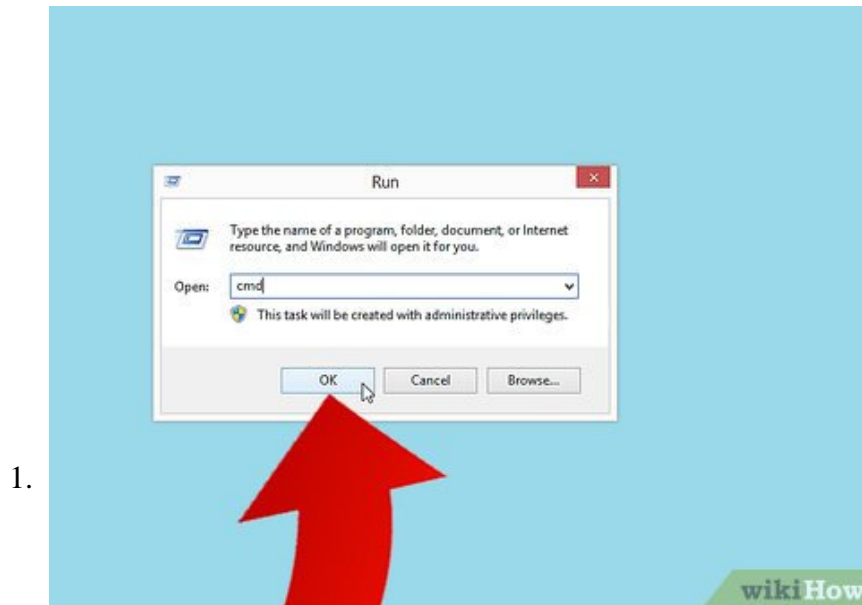 Run
Type the name of a program, folder, document, or Internet
resource, and Windows will open it for you.
Open: cmd
This task will be created with administrative privileges.
OK Cancel Browse...
1.
wikiHow